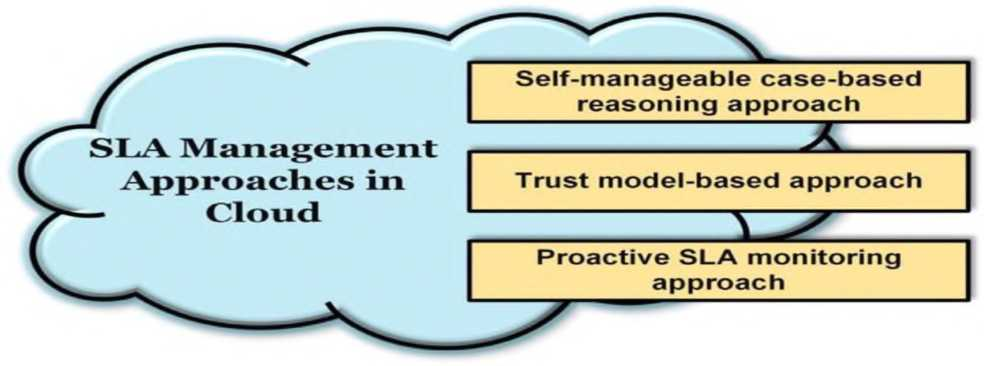 SLA Management
Approaches in
Cloud
Self-manageable case-based
reasoning approach
Trust model-based approach
Proactive SLA monitoring
approach